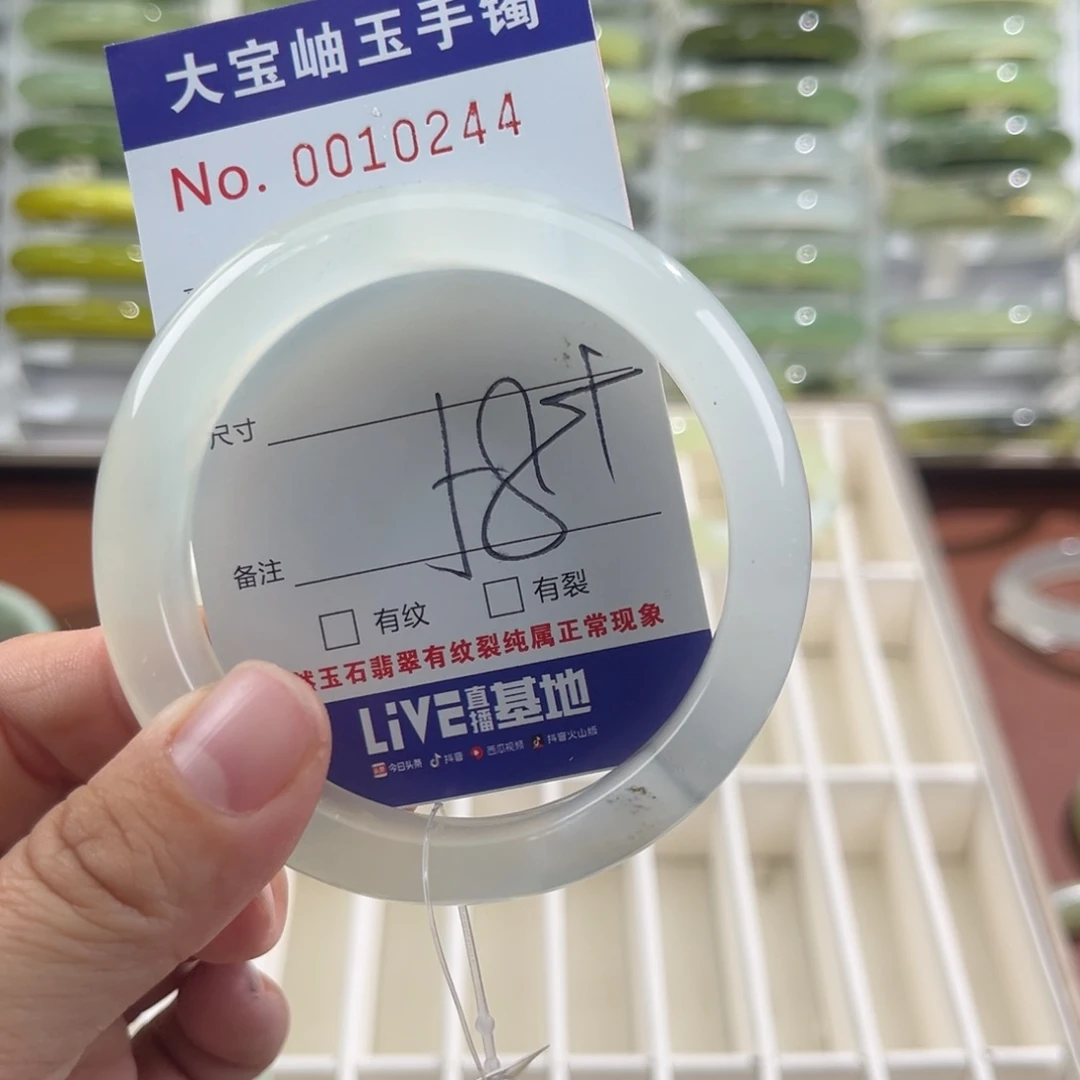 大宝岫玉手镯
No. 0010244
尺寸
备注
有纹 有裂
然玉石翡翠有纹裂纯属正常现象
LiVE直播基地
今日头条 抖音 西瓜视频 抖音火山版